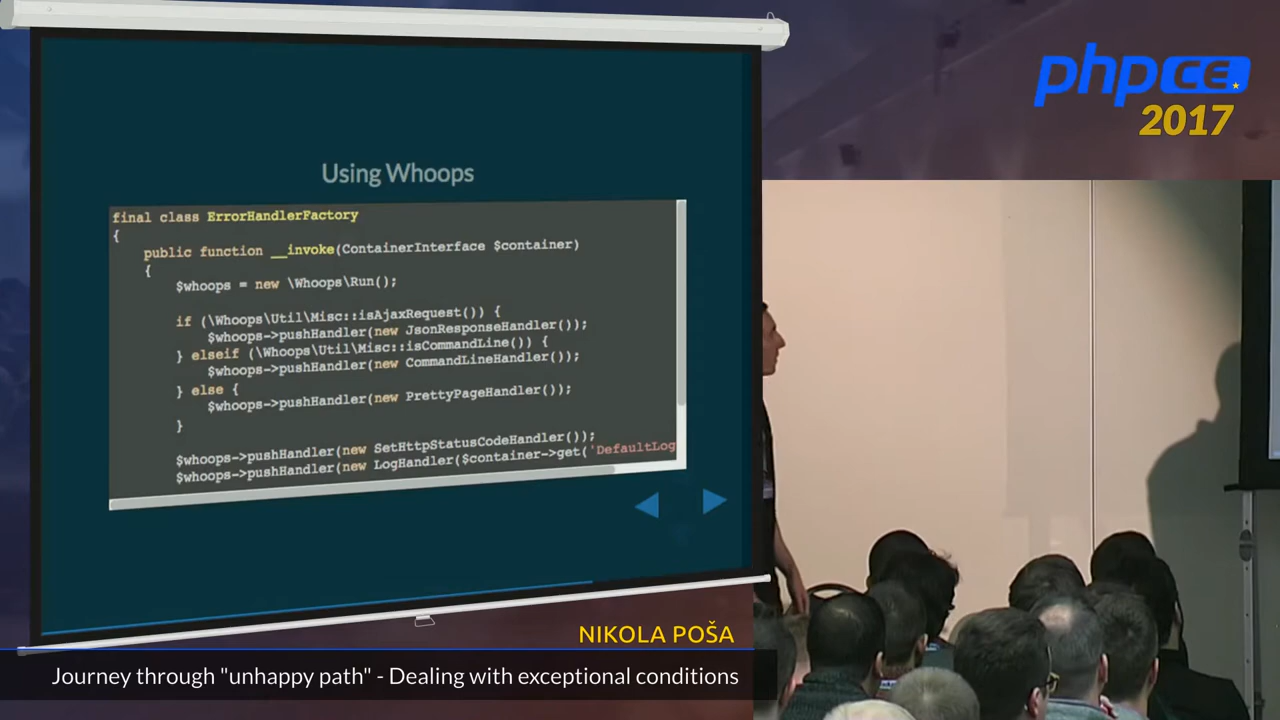 phpCE
2017
Using Whoops
final class ErrorHandlerFactory
{
public function __invoke(ContainerInterface $container)
{
$whoops = new \Whoops\Run();
if (\Whoops\Util\Misc::isAjaxRequest()) {
$whoops->pushHandler(new JsonResponseHandler());
} elseif (\Whoops\Util\Misc::isCommandLine()) {
$whoops->pushHandler(new CommandLineHandler());
} else {
$whoops->pushHandler(new PrettyPageHandler());
}
$whoops->pushHandler(new SetHttpStatusCodeHandler());
$whoops->pushHandler(new LogHandler($container->get('DefaultLog
NIKOLA POŠA
Journey through "unhappy path" - Dealing with exceptional conditions